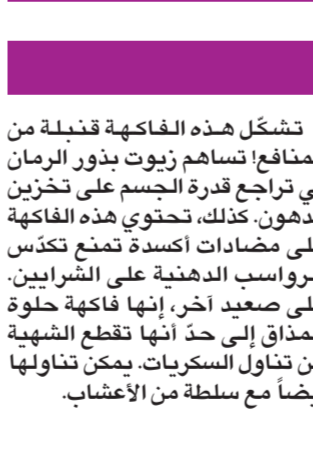 تشكّل هذه الفاكهة قنبلة من
لمنافع! تساهم زيوت بذور الرمان
ي تراجع قدرة الجسم على تخزين
دهون. كذلك، تحتوي هذه الفاكهة
لى مضادات أكسدة تمنع تكدّس
رواسب الدهنية على الشرايين.
لى صعيد آخر، إنها فاكهة حلوة
لمذاق إلى حدّ أنها تقطع الشهية
ن تناول السكريات. يمكن تناولها
يضاً مع سلطة من الأعشاب.